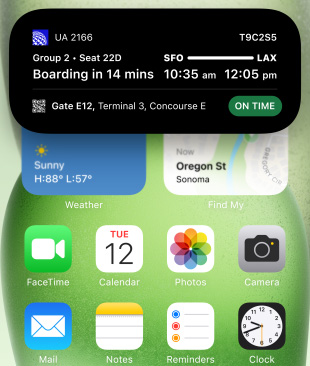 UA 2166 T9C2S5
Group 2 • Seat 22D SFO LAX
Boarding in 14 mins 10:35 am 12:05 pm
Gate E12, Terminal 3, Concourse E ON TIME
Sunny
H:88° L:57°
Now
Oregon St
Sonoma
Weather Find My
TUE
12
FaceTime Calendar Photos Camera
Mail Notes Reminders Clock